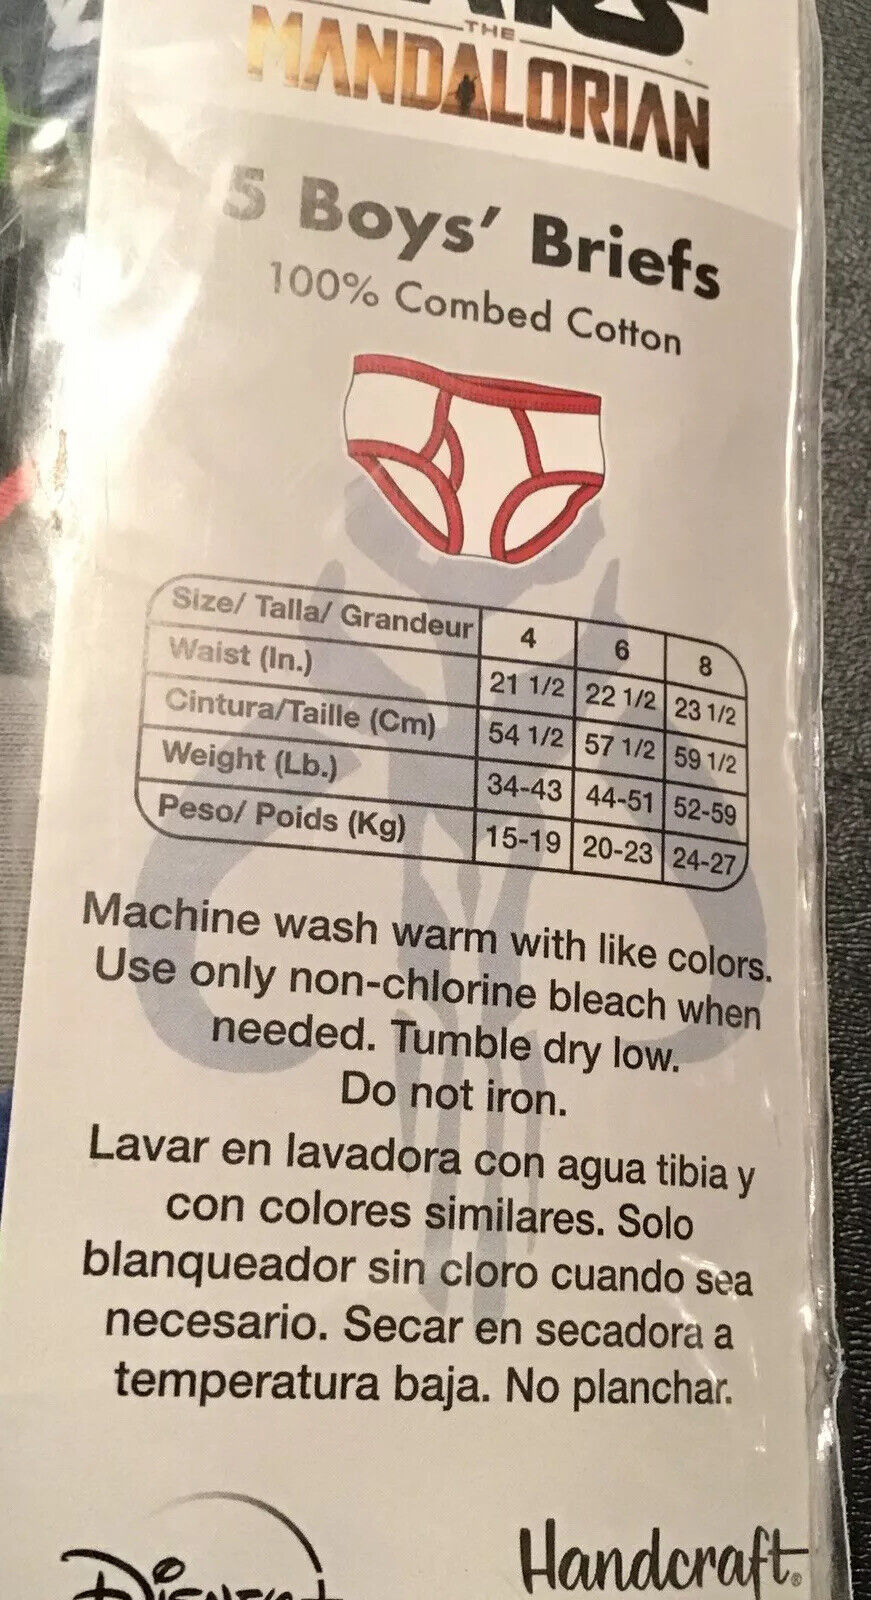 THE
MANDALORIAN
5 Boys' Briefs
100% Combed Cotton
Size/ Talla/ Grandeur 4 6 8
Waist (In.) 21 1/2 22 1/2 23 1/2
Cintura/Taille (Cm) 54 1/2 57 1/2 59 1/2
Weight (Lb.) 34-43 44-51 52-59
Peso/ Poids (Kg) 15-19 20-23 24-27
Machine wash warm with like colors.
Use only non-chlorine bleach when
needed. Tumble dry low.
Do not iron.
Lavar en lavadora con agua tibia y
con colores similares. Solo
blanqueador sin cloro cuando sea
necesario. Secar en secadora a
temperatura baja. No planchar.
Disney+
Handcraft®